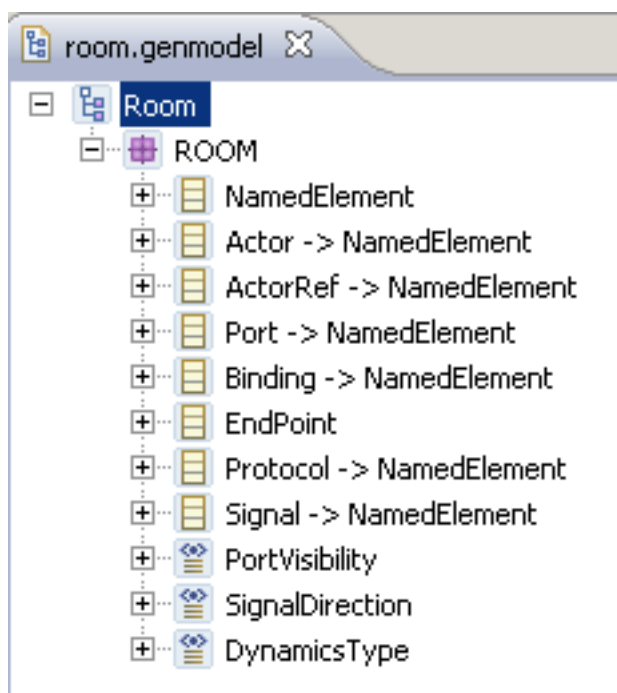 room.genmodel
Room
ROOM
NamedElement
Actor -> NamedElement
ActorRef -> NamedElement
Port -> NamedElement
Binding -> NamedElement
EndPoint
Protocol -> NamedElement
Signal -> NamedElement
PortVisibility
SignalDirection
DynamicsType